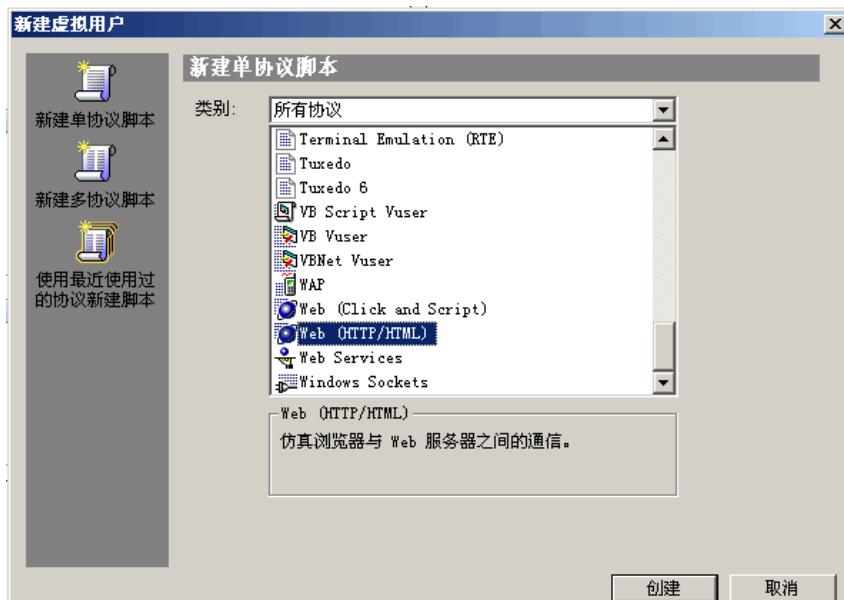 新建虚拟用户
新建单协议脚本
新建多协议脚本
使用最近使用过
的协议新建脚本
新建单协议脚本
类别:
所有协议
Terminal Emulation (RTE)
Tuxedo
Tuxedo 6
VB Script Vuser
VB Vuser
VBNet Vuser
WAP
Web (Click and Script)
Web (HTTP/HTML)
Web Services
Windows Sockets
Web (HTTP/HTML)
仿真浏览器与 Web 服务器之间的通信。
创建
取消